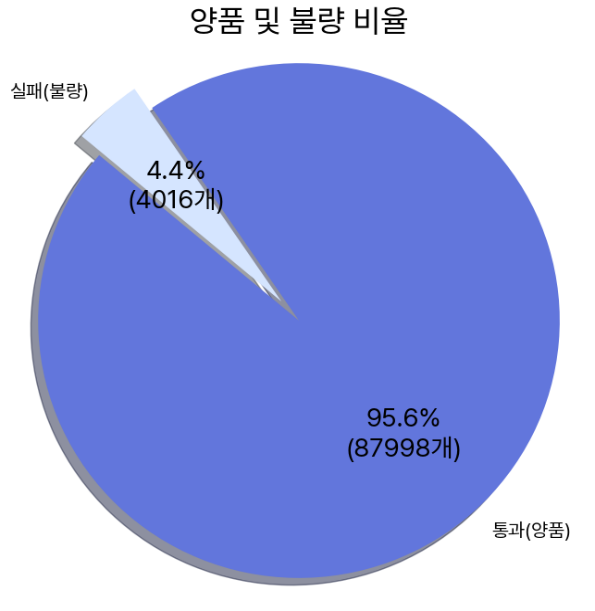 양품 및 불량 비율
실패(불량)
4.4%
(4016개)
95.6%
(87998개)
통과(양품)